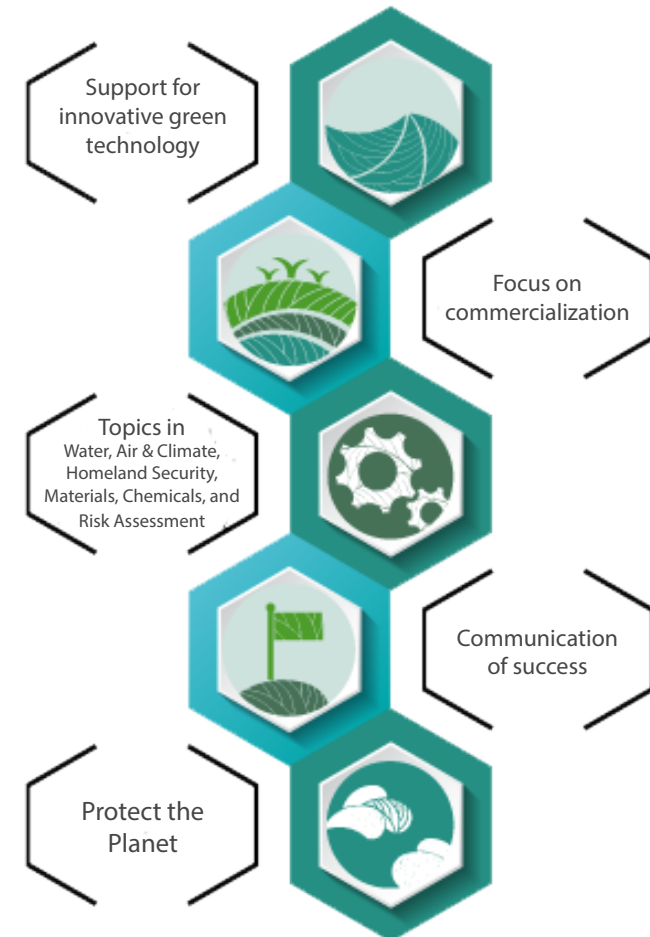 Support for
innovative green
technology
Focus on
commercialization
Topics in
Water, Air & Climate,
Homeland Security,
Materials, Chemicals, and
Risk Assessment
Communication
of success
Protect the
Planet